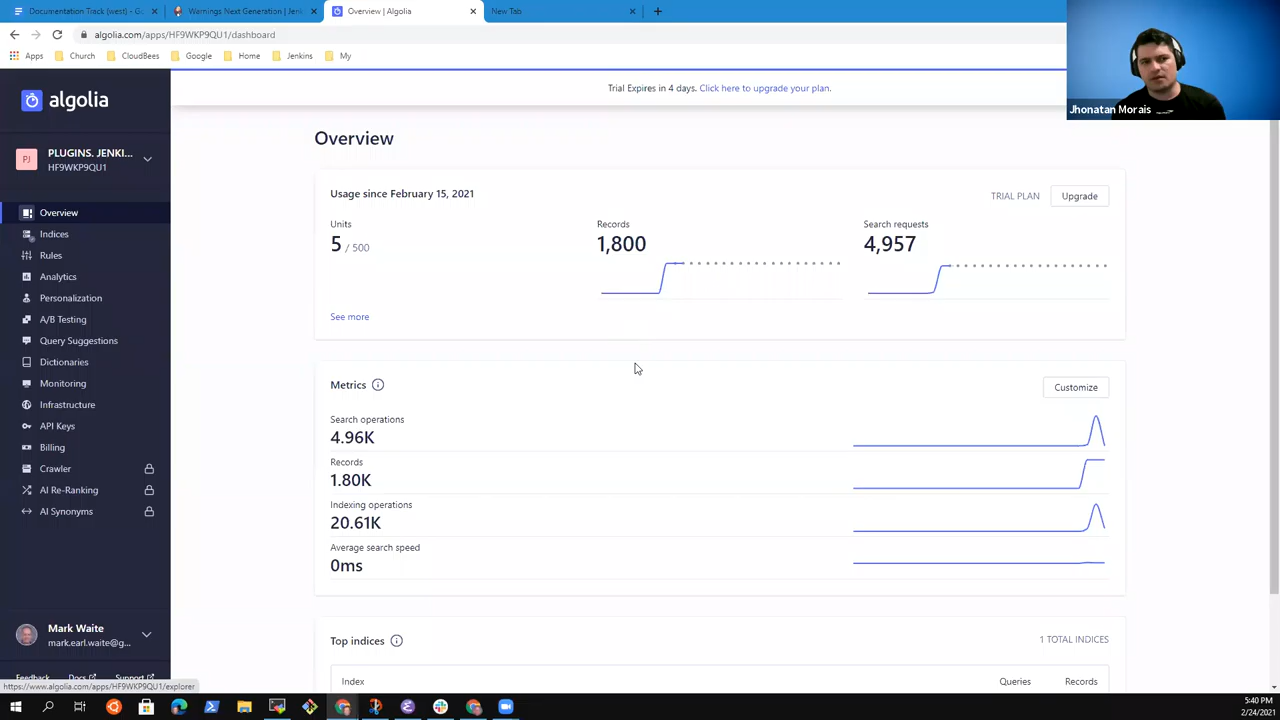 Documentation Track (west) - G
Warnings Next Generation | Jenki
Overview | Algolia
New Tab
algolia.com/apps/HF9WKP9QU1/dashboard
Apps
Church
CloudBees
Google
Home
Jenkins
My
Jhonatan Morais
algolia
Trial Expires in 4 days. Click here to upgrade your plan.
PJ
PLUGINS. JENKI...
HF9WKP9QU1
Overview
Indices
Rules
Analytics
Personalization
A/B Testing
Query Suggestions
Dictionaries
Monitoring
Infrastructure
API Keys
Billing
Crawler
AI Re-Ranking
AI Synonyms
Mark Waite
mark.earl.waite@g...
Feedback
Docs
Support
https://www.algolia.com/apps/HF9WKP9QU1/explorer
Overview
Usage since February 15, 2021
TRIAL PLAN
Upgrade
Units
5 / 500
Records
1,800
Search requests
4,957
See more
Metrics
Customize
Search operations
4.96K
Records
1.80K
Indexing operations
20.61K
Average search speed
0ms
Top indices
1 TOTAL INDICES
Index
Queries
Records
5:40 PM
2/24/2021